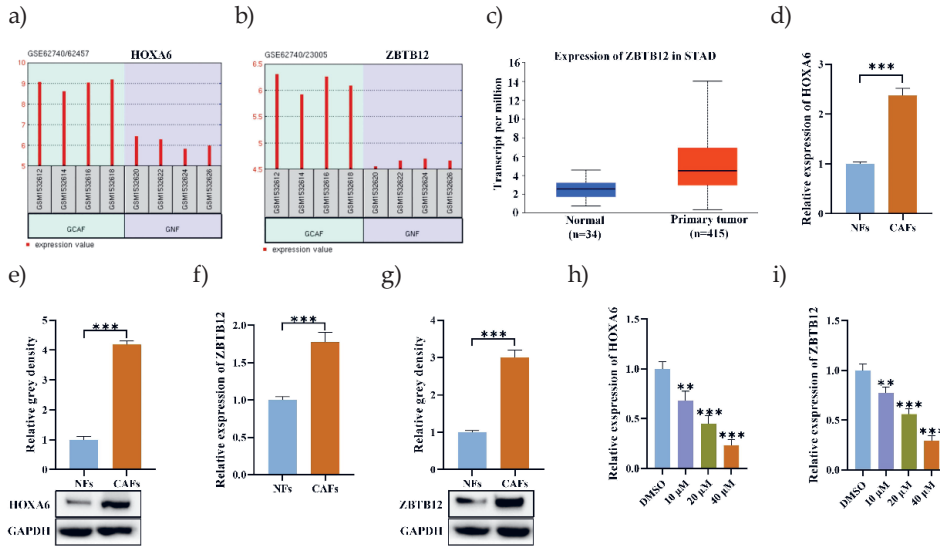 a)
GSE62740/62457 HOXA6
10
9
8
7
6
5
GSM1532612
GSM1532614
GSM1532616
GSM1532618
GSM1532620
GSM1532622
GSM1532624
GSM1532626
GCAF GNF
expression value
b)
GSE62740/23005 ZBTB12
6.5
6
5.5
5
4.5
GSM1532612
GSM1532614
GSM1532616
GSM1532618
GSM1532620
GSM1532622
GSM1532624
GSM1532626
GCAF GNF
c)
Expression of ZBTB12 in STAD
Transcript per million
16
14
12
10
8
6
4
2
0
Normal
(n=34)
Primary tumor
(n=415)
d)
Relative exspression of HOXA6
3
2
1
0
***
NFs CAFs
e)
Relative grey density
6
4
2
0
***
NFs CAFs
HOXA6
GAPDH
f)
Relative exspression of ZBTB12
2.0
1.5
1.0
0.5
0.0
***
NFs CAFs
g)
Relative grey density
4
3
2
1
0
***
NFs CAFs
ZBTB12
GAPDH
h)
Relative exspression of HOXA6
1.5
1.0
0.5
0.0
**
***
***
DMSO
10 μM
20 μM
40 μM
i)
Relative exspression of ZBTB12
1.5
1.0
0.5
0.0
**
***
***
DMSO
10 μM
20 μM
40 μM